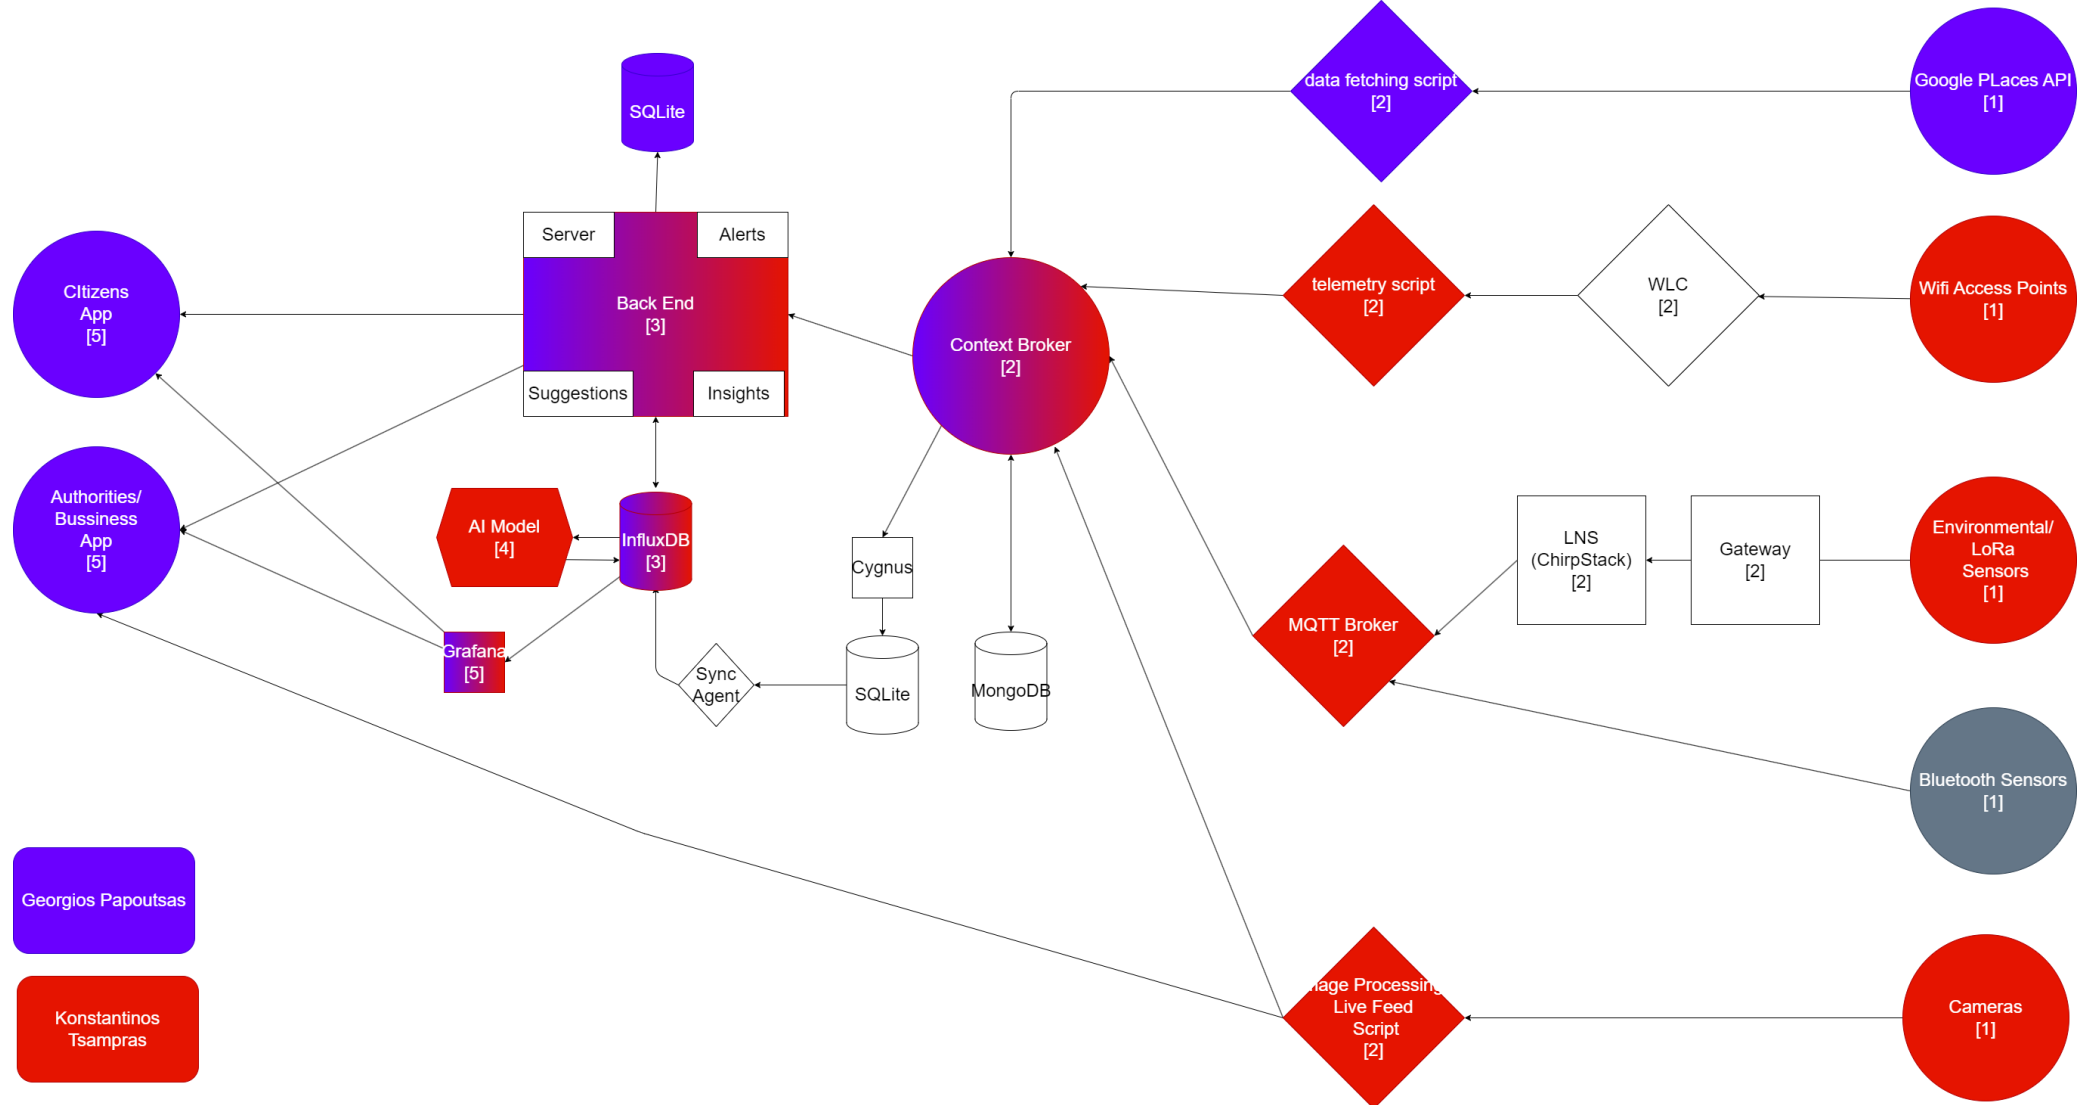 data fetching script
[2]
Google PLaces API
[1]
SQLite
Server
Alerts
Back End
[3]
Suggestions
Insights
CItizens
App
[5]
Context Broker
[2]
telemetry script
[2]
WLC
[2]
Wifi Access Points
[1]
Authorities/
Bussiness
App
[5]
AI Model
[4]
InfluxDB
[3]
Cygnus
LNS
(ChirpStack)
[2]
Gateway
[2]
Environmental/
LoRa
Sensors
[1]
MQTT Broker
[2]
Grafana
[5]
Sync
Agent
SQLite
MongoDB
Bluetooth Sensors
[1]
Georgios Papoutsas
Konstantinos
Tsampras
mage Processing
Live Feed
Script
[2]
Cameras
[1]